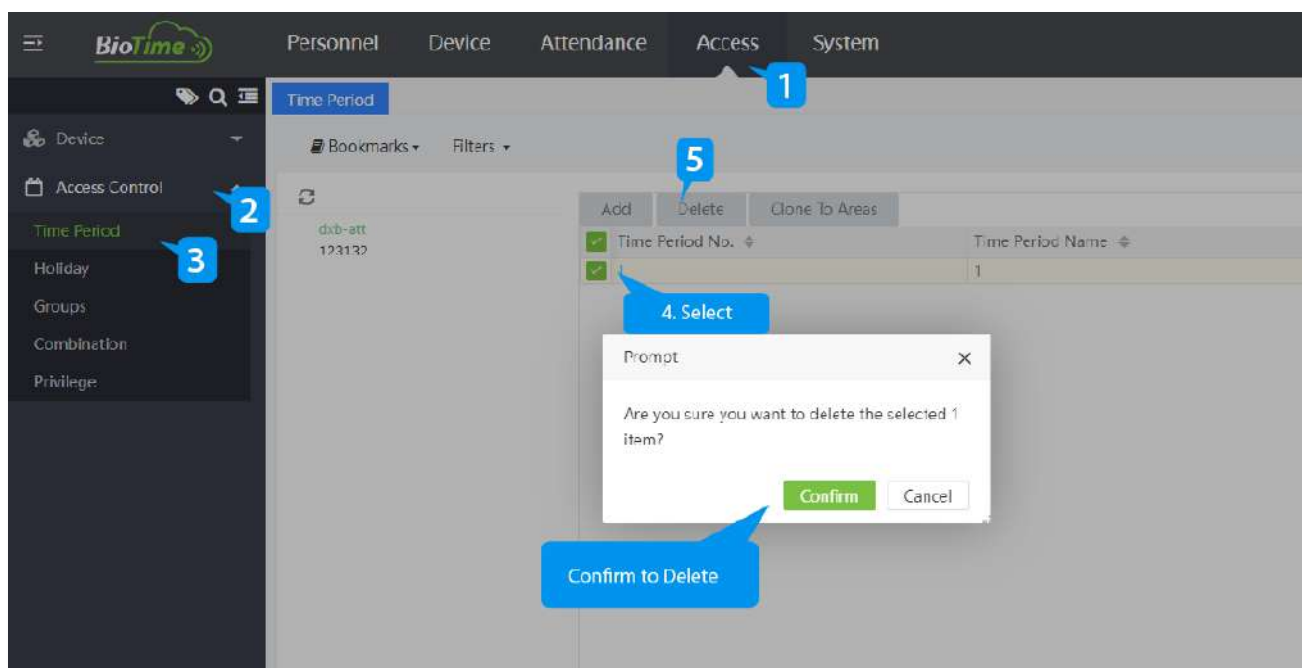 BioTime
Personnel Device Attendance Access System
1
Time Period
Device
Bookmarks Filters
5
Access Control
2
Add Delete Clone To Areas
dxb-att
Time Period
Time Period No. Time Period Name
123132
3
Holiday
1 1
Groups
4. Select
Combination
Prompt
Privilege
Are you sure you want to delete the selected 1
item?
Confirm Cancel
Confirm to Delete